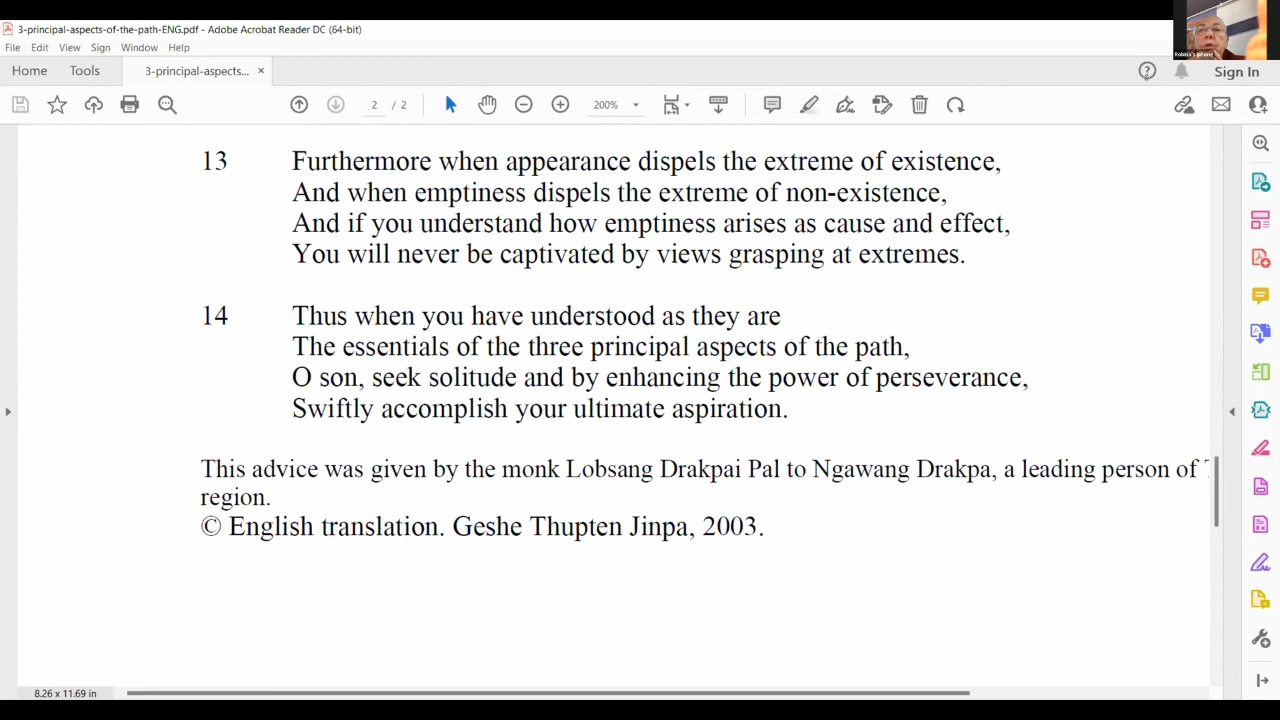 3-principal-aspects-of-the-path-ENG.pdf - Adobe Acrobat Reader DC (64-bit)
File Edit View Sign Window Help
Home Tools 3-principal-aspects... × Sign In
2 / 2 200%
13 Furthermore when appearance dispels the extreme of existence,
And when emptiness dispels the extreme of non-existence,
And if you understand how emptiness arises as cause and effect,
You will never be captivated by views grasping at extremes.
14 Thus when you have understood as they are
The essentials of the three principal aspects of the path,
O son, seek solitude and by enhancing the power of perseverance,
Swiftly accomplish your ultimate aspiration.
This advice was given by the monk Lobsang Drakpai Pal to Ngawang Drakpa, a leading person of
region.
© English translation. Geshe Thupten Jinpa, 2003.
8.26 x 11.69 in